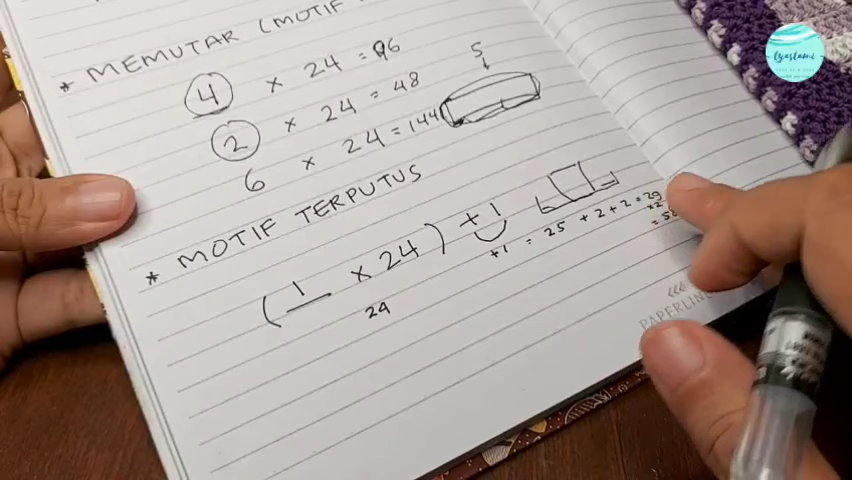 * MEMUTAR (MOTIF
4 × 24 = 96
2 × 24 = 48
6 × 24 = 144
5
* MOTIF TERPUTUS
(1 × 24) + 1
24
+1 = 25 + 2 + 2 = 29
×2
PAPERLINE